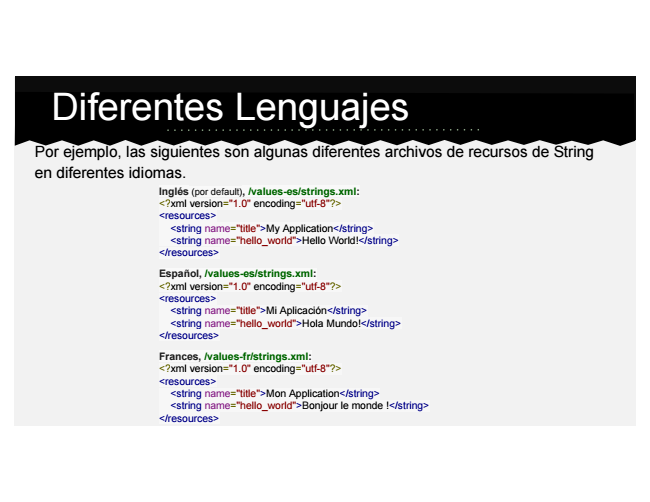 Diferentes Lenguajes
Por ejemplo, las siguientes son algunas diferentes archivos de recursos de String
en diferentes idiomas.
Inglés (por default), /values-es/strings.xml:
<?xml version="1.0" encoding="utf-8"?>
<resources>
<string name="title">My Application</string>
<string name="hello_world">Hello World!</string>
</resources>
Español, /values-es/strings.xml:
<?xml version="1.0" encoding="utf-8"?>
<resources>
<string name="title">Mi Aplicación</string>
<string name="hello_world">Hola Mundo!</string>
</resources>
Frances, /values-fr/strings.xml:
<?xml version="1.0" encoding="utf-8"?>
<resources>
<string name="title">Mon Application</string>
<string name="hello_world">Bonjour le monde !</string>
</resources>